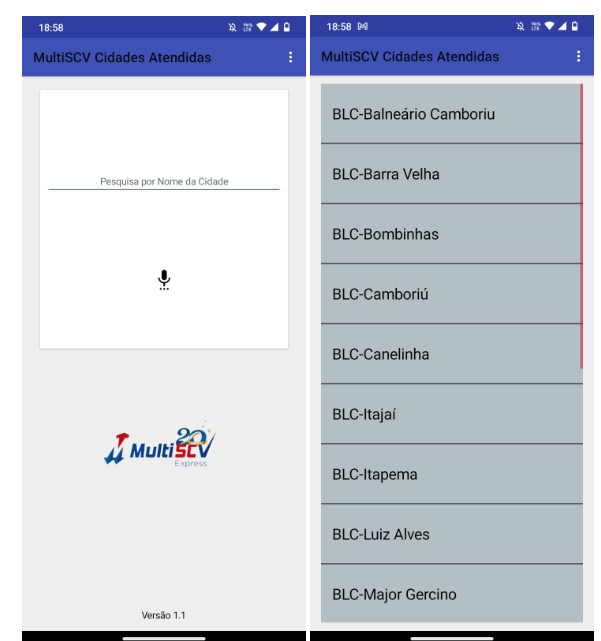 18:58
MultiSCV Cidades Atendidas
Pesquisa por Nome da Cidade
20
MultiSCV
Express
Versão 1.1
18:58
MultiSCV Cidades Atendidas
BLC-Balneário Camboriu
BLC-Barra Velha
BLC-Bombinhas
BLC-Camboriú
BLC-Canelinha
BLC-Itajaí
BLC-Itapema
BLC-Luiz Alves
BLC-Major Gercino